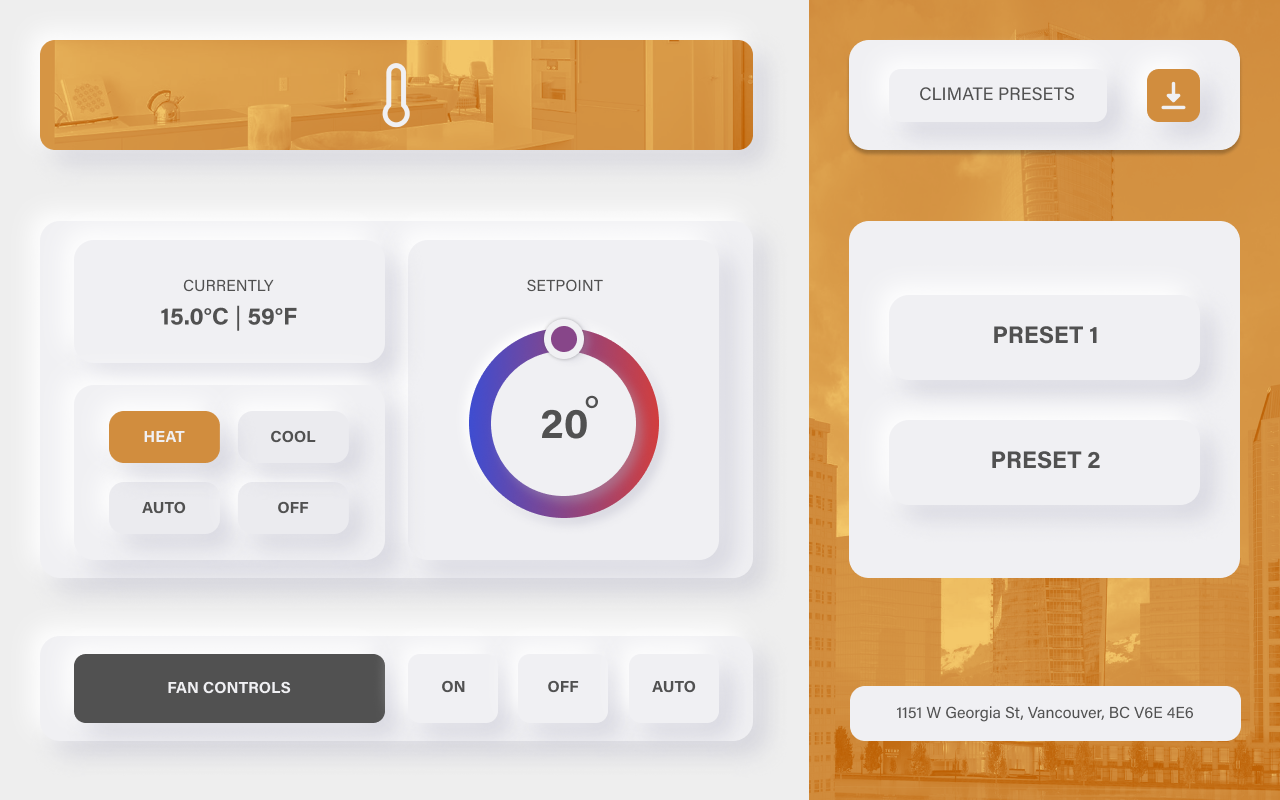 CURRENTLY
15.0°C | 59°F
HEAT
COOL
AUTO
OFF
SETPOINT
20°
FAN CONTROLS
ON
OFF
AUTO
CLIMATE PRESETS
PRESET 1
PRESET 2
1151 W Georgia St, Vancouver, BC V6E 4E6